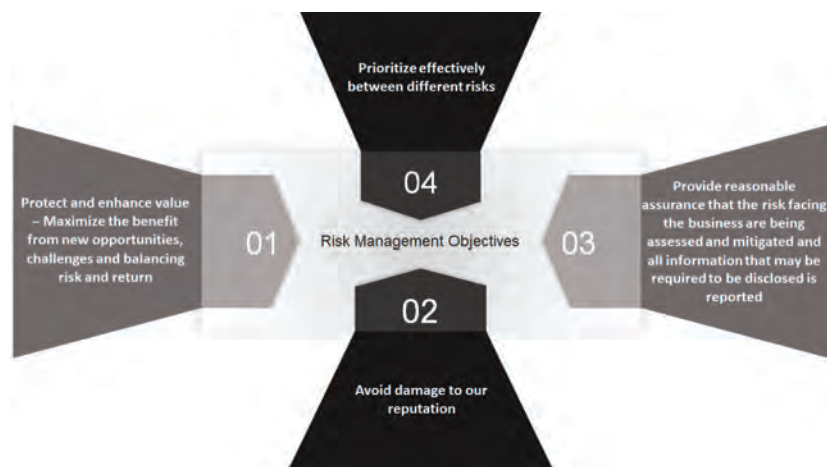 Prioritize effectively
between different risks
04
Protect and enhance value
– Maximize the benefit
from new opportunities,
challenges and balancing
risk and return
01
Risk Management Objectives
03
Provide reasonable
assurance that the risk facing
the business are being
assessed and mitigated and
all information that may be
required to be disclosed is
reported
02
Avoid damage to our
reputation